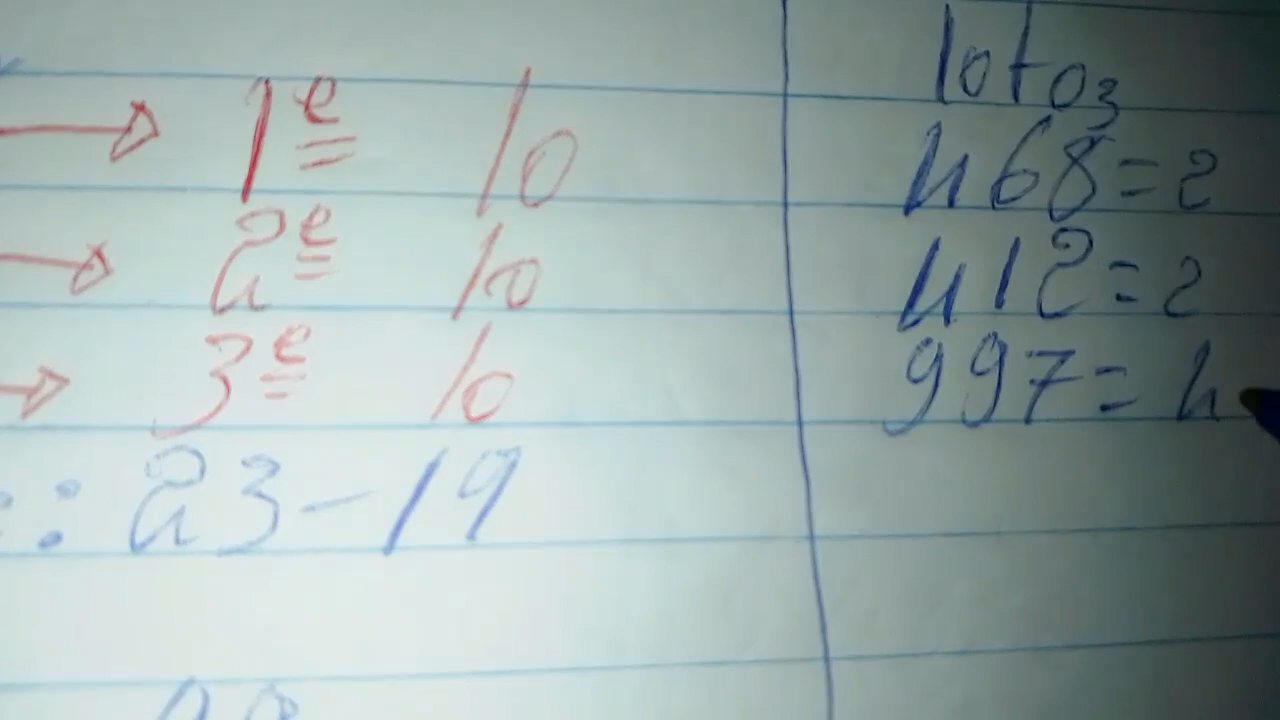 1e 10
2e 10
3e 10
: 23-19
loto3
468=2
412=2
997=4